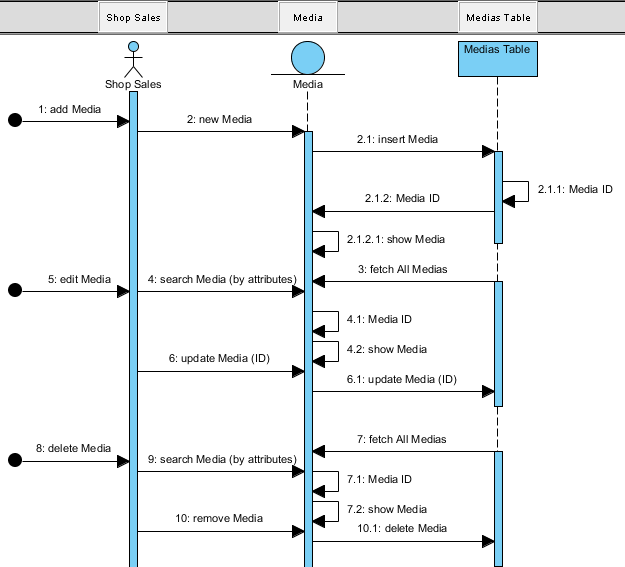 Shop Sales
Media
Medias Table
Shop Sales
Media
Medias Table
1: add Media
2: new Media
2.1: insert Media
2.1.1: Media ID
2.1.2: Media ID
2.1.2.1: show Media
3: fetch All Medias
5: edit Media
4: search Media (by attributes)
4.1: Media ID
4.2: show Media
6: update Media (ID)
6.1: update Media (ID)
7: fetch All Medias
8: delete Media
9: search Media (by attributes)
7.1: Media ID
7.2: show Media
10: remove Media
10.1: delete Media